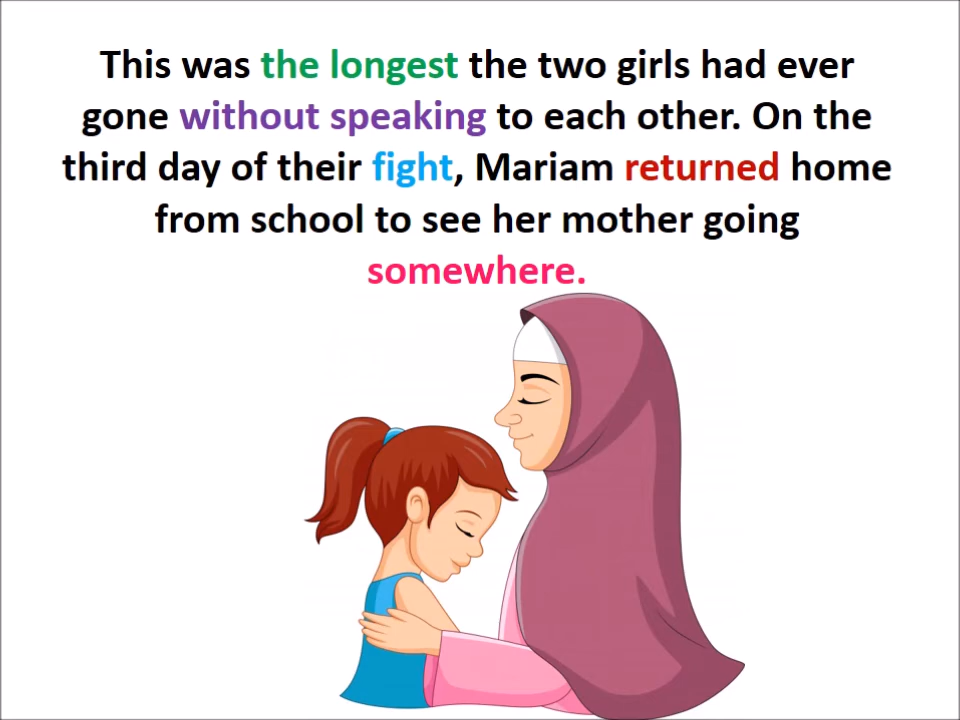 This was the longest the two girls had ever
gone without speaking to each other. On the
third day of their fight, Mariam returned home
from school to see her mother going
somewhere.